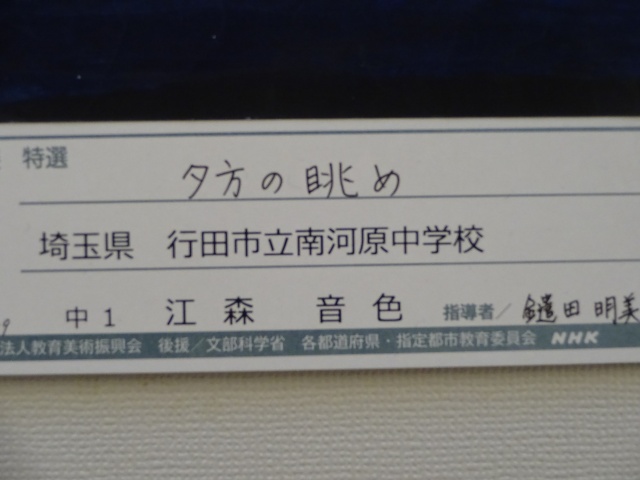 特選
夕方の眺め
埼玉県 行田市立南河原中学校
9 中1 江森 音色 指導者/鑓田 明美
法人教育美術振興会 後援/文部科学省 各都道府県・指定都市教育委員会 NHK